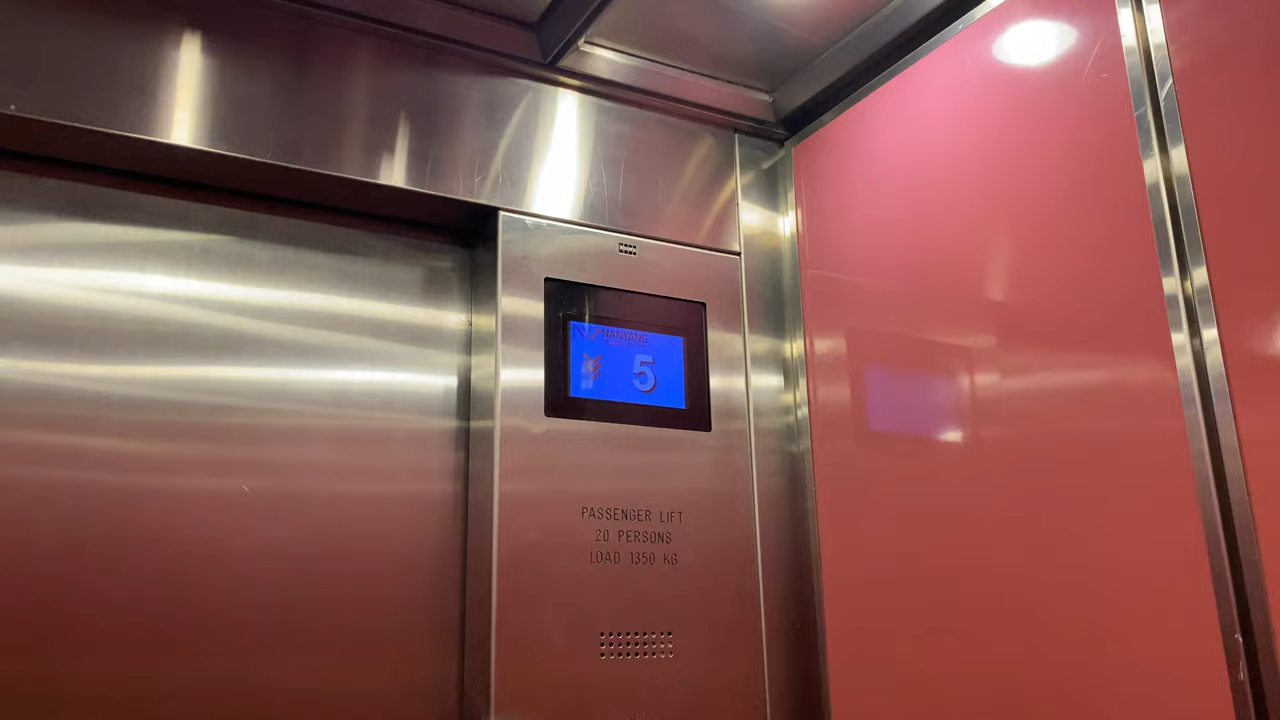 NANYANG
5
PASSENGER LIFT
20 PERSONS
LOAD 1350 KG